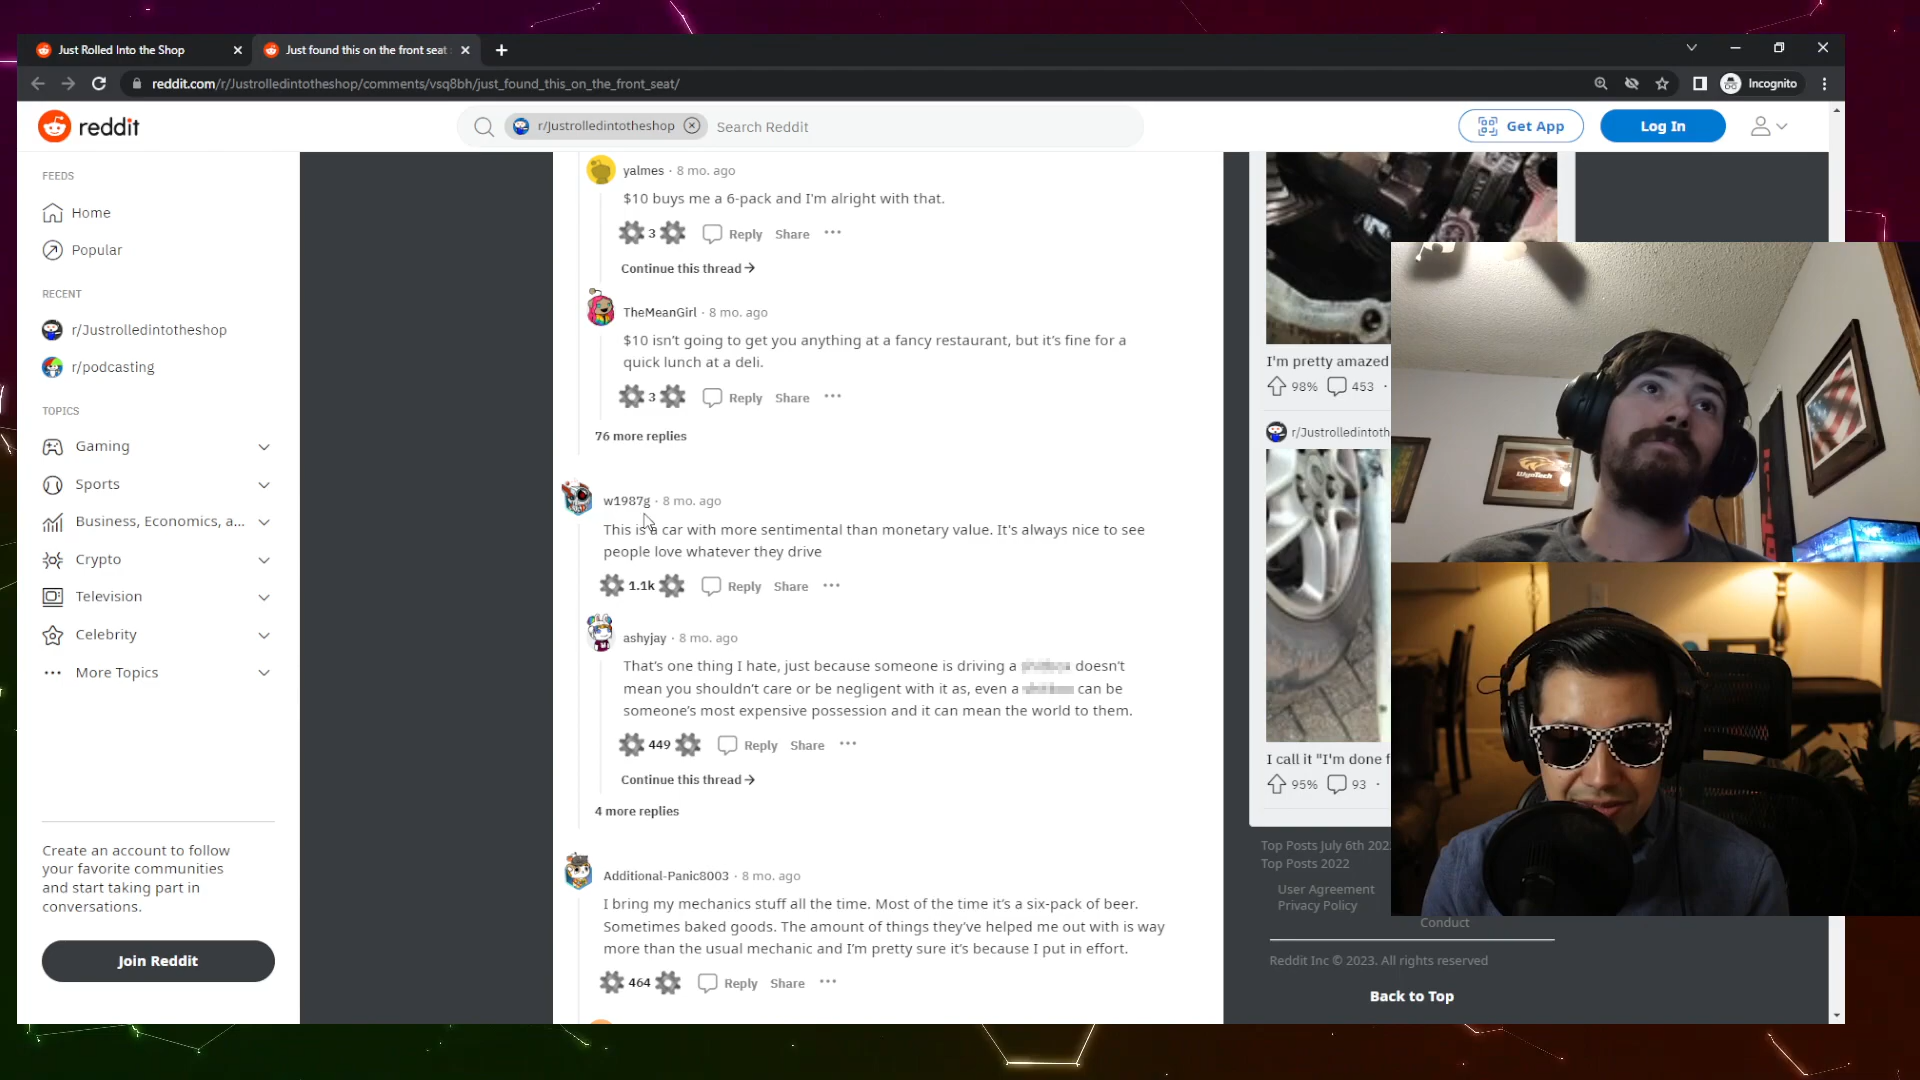 Just Rolled Into the Shop
Just found this on the front seat
reddit.com/r/Justrolledintotheshop/comments/vsq8bh/just_found_this_on_the_front_seat/
Incognito
reddit
r/Justrolledintotheshop
Search Reddit
Get App
Log In
FEEDS
Home
Popular
RECENT
r/Justrolledintotheshop
r/podcasting
TOPICS
Gaming
Sports
Business, Economics, a...
Crypto
Television
Celebrity
More Topics
Create an account to follow
your favorite communities
and start taking part in
conversations.
Join Reddit
yalmes · 8 mo. ago
$10 buys me a 6-pack and I'm alright with that.
3 Reply Share ···
Continue this thread→
TheMeanGirl · 8 mo. ago
$10 isn't going to get you anything at a fancy restaurant, but it's fine for a
quick lunch at a deli.
3 Reply Share ···
76 more replies
w1987g · 8 mo. ago
This is a car with more sentimental than monetary value. It's always nice to see
people love whatever they drive
1.1k Reply Share ···
ashyjay · 8 mo. ago
That's one thing I hate, just because someone is driving a doesn't
mean you shouldn't care or be negligent with it as, even a can be
someone's most expensive possession and it can mean the world to them.
449 Reply Share ···
Continue this thread→
4 more replies
Additional-Panic8003 · 8 mo. ago
I bring my mechanics stuff all the time. Most of the time it's a six-pack of beer.
Sometimes baked goods. The amount of things they've helped me out with is way
more than the usual mechanic and I'm pretty sure it's because I put in effort.
464 Reply Share ···
I'm pretty amazed
98% 453 ·
r/Justrolledintoth
I call it "I'm done f
95% 93 ·
Top Posts July 6th 202
Top Posts 2022
User Agreement
Privacy Policy
Conduct
Reddit Inc © 2023. All rights reserved
Back to Top
WyoTech